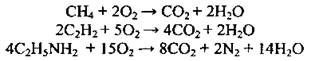 CH₄ + 2O₂ → CO₂ + 2H₂O
2C₂H₂ + 5O₂ → 4CO₂ + 2H₂O
4C₂H₅NH₂ + 15O₂ → 8CO₂ + 2N₂ + 14H₂O